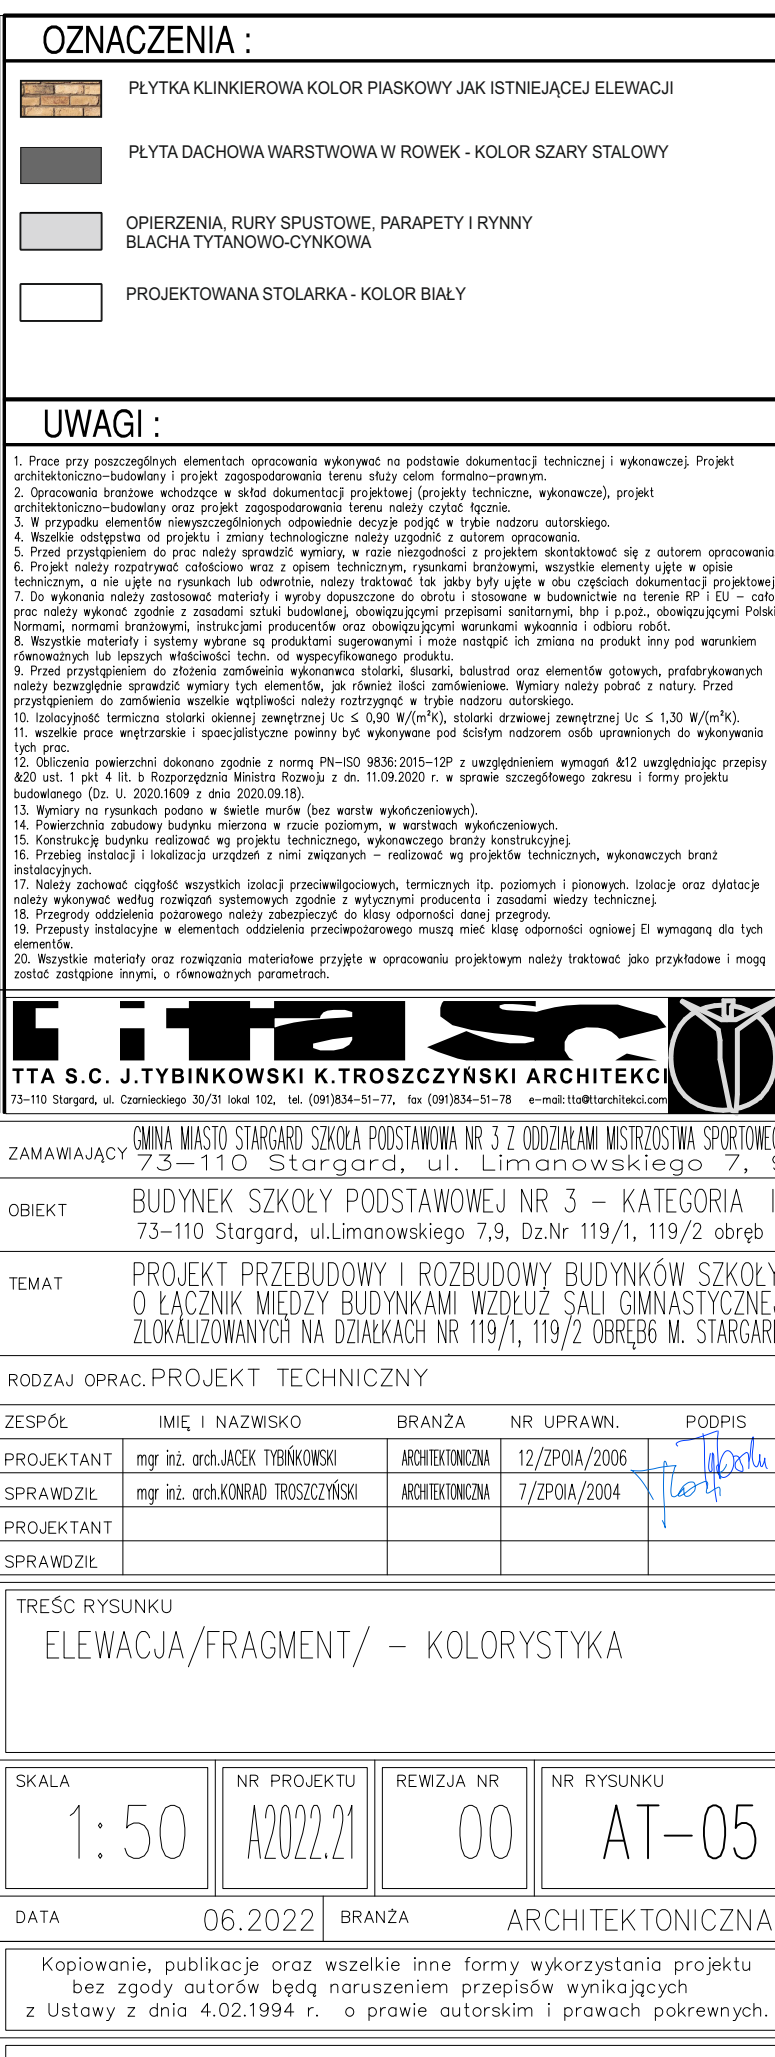 OZNACZENIA :
PŁYTKA KLINKIEROWA KOLOR PIASKOWY JAK ISTNIEJĄCEJ ELEWACJI
PŁYTA DACHOWA WARSTWOWA W ROWEK - KOLOR SZARY STALOWY
OPIERZENIA, RURY SPUSTOWE, PARAPETY I RYNNY
BLACHA TYTANOWO-CYNKOWA
PROJEKTOWANA STOLARKA - KOLOR BIAŁY
UWAGI :
1. Prace przy poszczególnych elementach opracowania wykonywać na podstawie dokumentacji technicznej i wykonawczej. Projekt
architektoniczno-budowlany i projekt zagospodarowania terenu służy celom formalno-prawnym.
2. Opracowania branżowe wchodzące w skład dokumentacji projektowej (projekty techniczne, wykonawcze), projekt
architektoniczno-budowlany oraz projekt zagospodarowania terenu należy czytać łącznie.
3. W przypadku elementów niewyszczególnionych odpowiednie decyzje podjąć w trybie nadzoru autorskiego.
4. Wszelkie odstępstwa od projektu i zmiany technologiczne należy uzgodnić z autorem opracowania.
5. Przed przystąpieniem do prac należy sprawdzić wymiary, w razie niezgodności z projektem skontaktować się z autorem opracowania
6. Projekt należy rozpatrywać całościowo wraz z opisem technicznym, rysunkami branżowymi, wszystkie elementy ujęte w opisie
technicznym, a nie ujęte na rysunkach lub odwrotnie, nalezy traktować tak jakby były ujęte w obu częściach dokumentacji projektowej
7. Do wykonania należy zastosować materiały i wyroby dopuszczone do obrotu i stosowane w budownictwie na terenie RP i EU – cało
prac należy wykonać zgodnie z zasadami sztuki budowlanej, obowiązującymi przepisami sanitarnymi, bhp i p.poż., obowiązującymi Polski
Normami, normami branżowymi, instrukcjami producentów oraz obowiązującymi warunkami wykoannia i odbioru robót.
8. Wszystkie materiały i systemy wybrane są produktami sugerowanymi i może nastąpić ich zmiana na produkt inny pod warunkiem
równoważnych lub lepszych właściwości techn. od wyspecyfikowanego produktu.
9. Przed przystąpieniem do złożenia zamóweinia wykonanwca stolarki, ślusarki, balustrad oraz elementów gotowych, prafabrykowanych
należy bezwzględnie sprawdzić wymiary tych elementów, jak również ilości zamówieniowe. Wymiary należy pobrać z natury. Przed
przystąpieniem do zamówienia wszelkie wątpliwości należy roztrzygnąć w trybie nadzoru autorskiego.
10. Izolacyjność termiczna stolarki okiennej zewnętrznej Uc ≤ 0,90 W/(m²K), stolarki drzwiowej zewnętrznej Uc ≤ 1,30 W/(m²K).
11. wszelkie prace wnętrzarskie i spaecjalistyczne powinny być wykonywane pod ścisłym nadzorem osób uprawnionych do wykonywania
tych prac.
12. Obliczenia powierzchni dokonano zgodnie z normą PN-ISO 9836:2015-12P z uwzględnieniem wymagań &12 uwzględniając przepisy
&20 ust. 1 pkt 4 lit. b Rozporzędznia Ministra Rozwoju z dn. 11.09.2020 r. w sprawie szczegółowego zakresu i formy projektu
budowlanego (Dz. U. 2020.1609 z dnia 2020.09.18).
13. Wymiary na rysunkach podano w świetle murów (bez warstw wykończeniowych).
14. Powierzchnia zabudowy budynku mierzona w rzucie poziomym, w warstwach wykończeniowych.
15. Konstrukcję budynku realizować wg projektu technicznego, wykonawczego branży konstrukcyjnej.
16. Przebieg instalacji i lokalizacja urządzeń z nimi związanych – realizować wg projektów technicznych, wykonawczych branż
instalacyjnych.
17. Należy zachować ciągłość wszystkich izolacji przeciwwilgociowych, termicznych itp. poziomych i pionowych. Izolacje oraz dylatacje
należy wykonywać według rozwiązań systemowych zgodnie z wytycznymi producenta i zasadami wiedzy technicznej.
18. Przegrody oddzielenia pożarowego należy zabezpieczyć do klasy odporności danej przegrody.
19. Przepusty instalacyjne w elementach oddzielenia przeciwpożarowego muszą mieć klasę odporności ogniowej EI wymaganą dla tych
elementów.
20. Wszystkie materiały oraz rozwiązania materiałowe przyjęte w opracowaniu projektowym należy traktować jako przykładowe i mogą
zostać zastąpione innymi, o równoważnych parametrach.
ttasc
TTA S.C. J.TYBINKOWSKI K.TROSZCZYŃSKI ARCHITEKCI
73-110 Stargard, ul. Czarnieckiego 30/31 lokal 102, tel. (091)834-51-77, fax (091)834-51-78 e-mail:tta@ttarchitekci.com
ZAMAWIAJĄCY GMINA MIASTO STARGARD SZKOŁA PODSTAWOWA NR 3 Z ODDZIAŁAMI MISTRZOSTWA SPORTOWEG
73-110 Stargard, ul. Limanowskiego 7, 9
OBIEKT BUDYNEK SZKOŁY PODSTAWOWEJ NR 3 – KATEGORIA I
73-110 Stargard, ul.Limanowskiego 7,9, Dz.Nr 119/1, 119/2 obręb
TEMAT PROJEKT PRZEBUDOWY I ROZBUDOWY BUDYNKÓW SZKOŁY
O ŁĄCZNIK MIĘDZY BUDYNKAMI WZDŁUŻ SALI GIMNASTYCZNEJ
ZLOKALIZOWANYCH NA DZIAŁKACH NR 119/1, 119/2 OBRĘB6 M. STARGARD
RODZAJ OPRAC. PROJEKT TECHNICZNY
ZESPÓŁ IMIĘ I NAZWISKO BRANŻA NR UPRAWN. PODPIS
PROJEKTANT mgr inż. arch.JACEK TYBIŃKOWSKI ARCHITEKTONICZNA 12/ZPOIA/2006
SPRAWDZIŁ mgr inż. arch.KONRAD TROSZCZYŃSKI ARCHITEKTONICZNA 7/ZPOIA/2004
PROJEKTANT
SPRAWDZIŁ
TREŚC RYSUNKU
ELEWACJA/FRAGMENT/ – KOLORYSTYKA
SKALA NR PROJEKTU REWIZJA NR NR RYSUNKU
1:50 A2022.21 00 AT-05
DATA 06.2022 BRANŻA ARCHITEKTONICZNA
Kopiowanie, publikacje oraz wszelkie inne formy wykorzystania projektu
bez zgody autorów będą naruszeniem przepisów wynikających
z Ustawy z dnia 4.02.1994 r. o prawie autorskim i prawach pokrewnych.